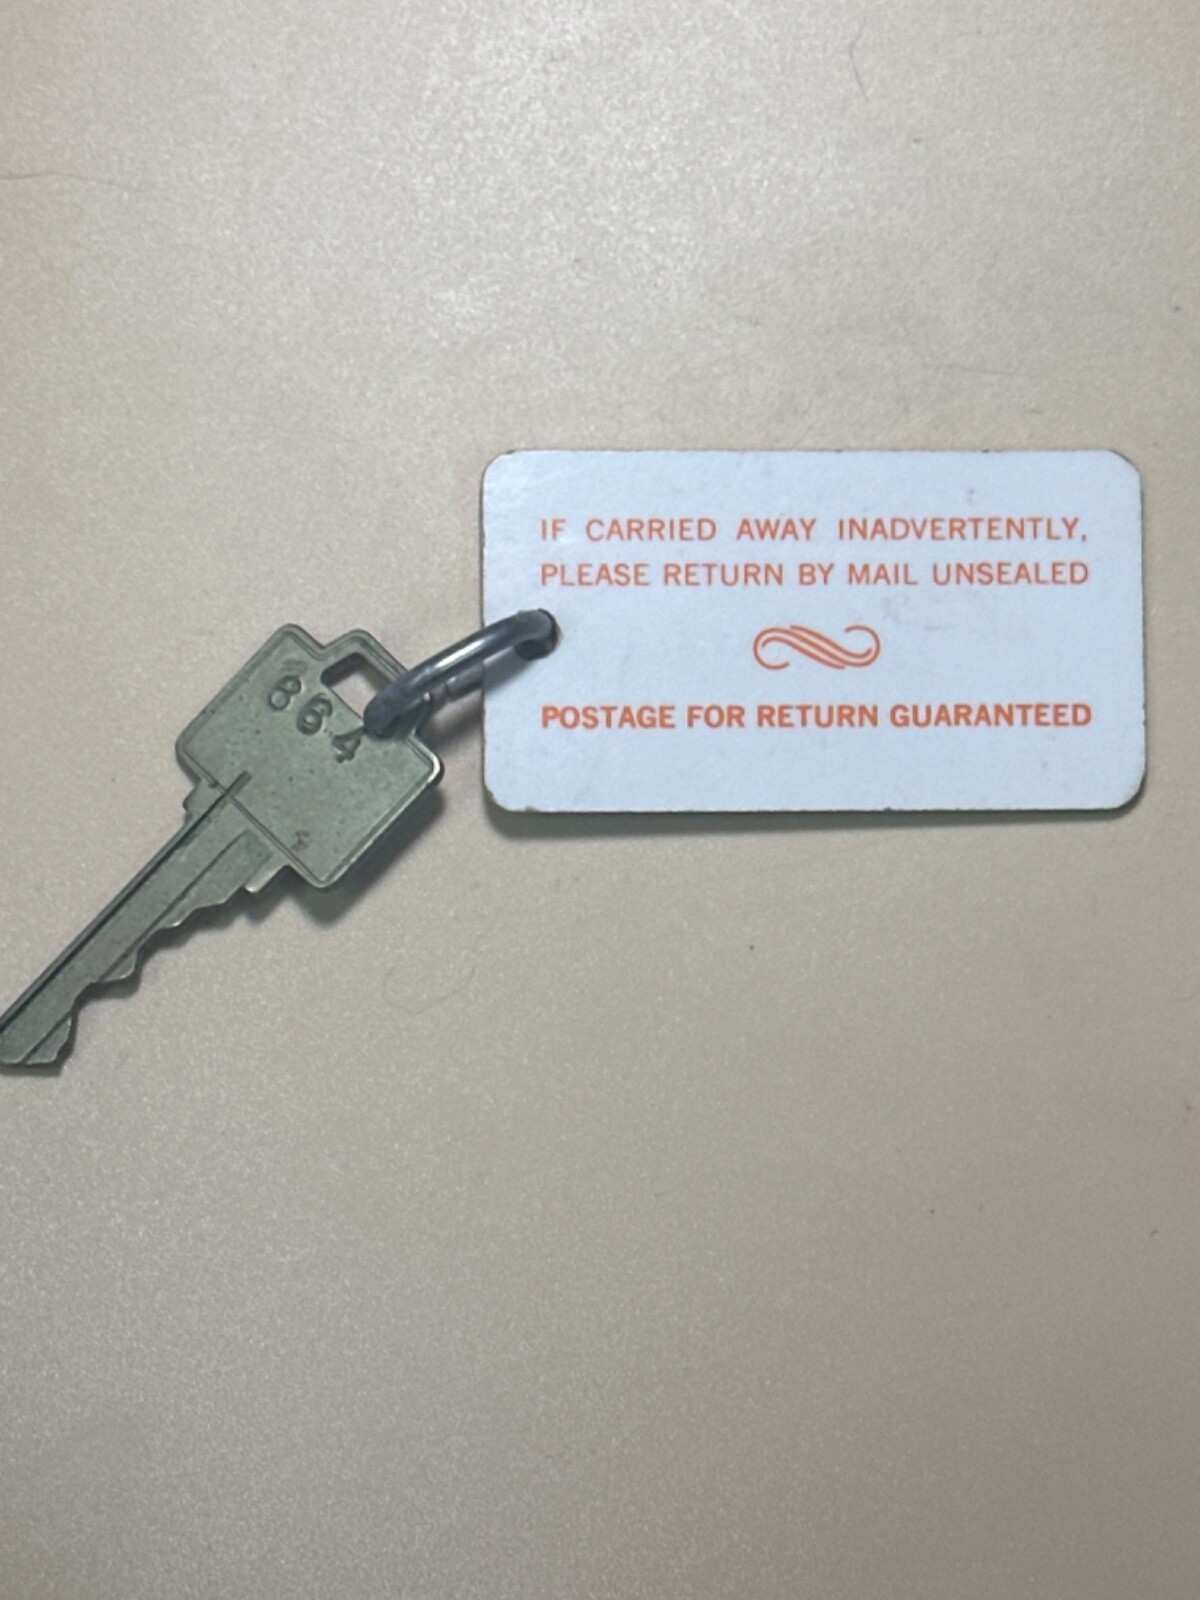 864
IF CARRIED AWAY INADVERTENTLY,
PLEASE RETURN BY MAIL UNSEALED
POSTAGE FOR RETURN GUARANTEED